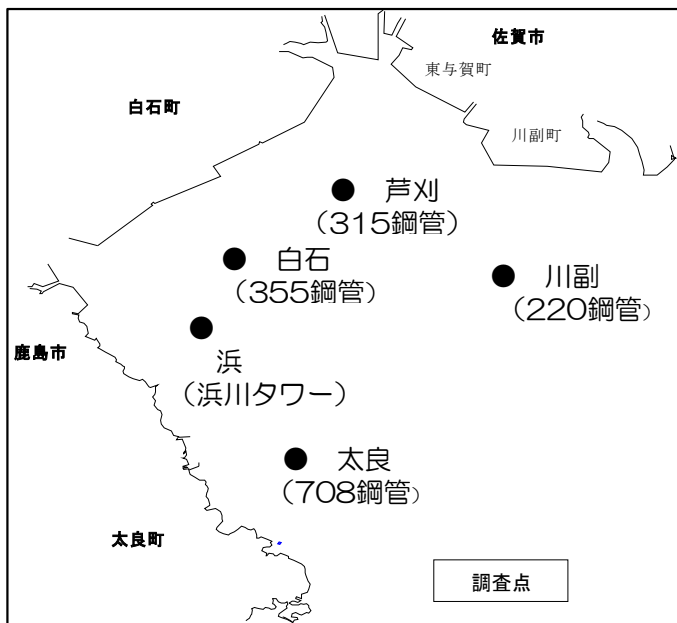 佐賀市
東与賀町
白石町
川副町
芦刈
（315鋼管）
白石
（355鋼管）
川副
（220鋼管）
鹿島市
浜
（浜川タワー）
太良
（708鋼管）
太良町
調査点